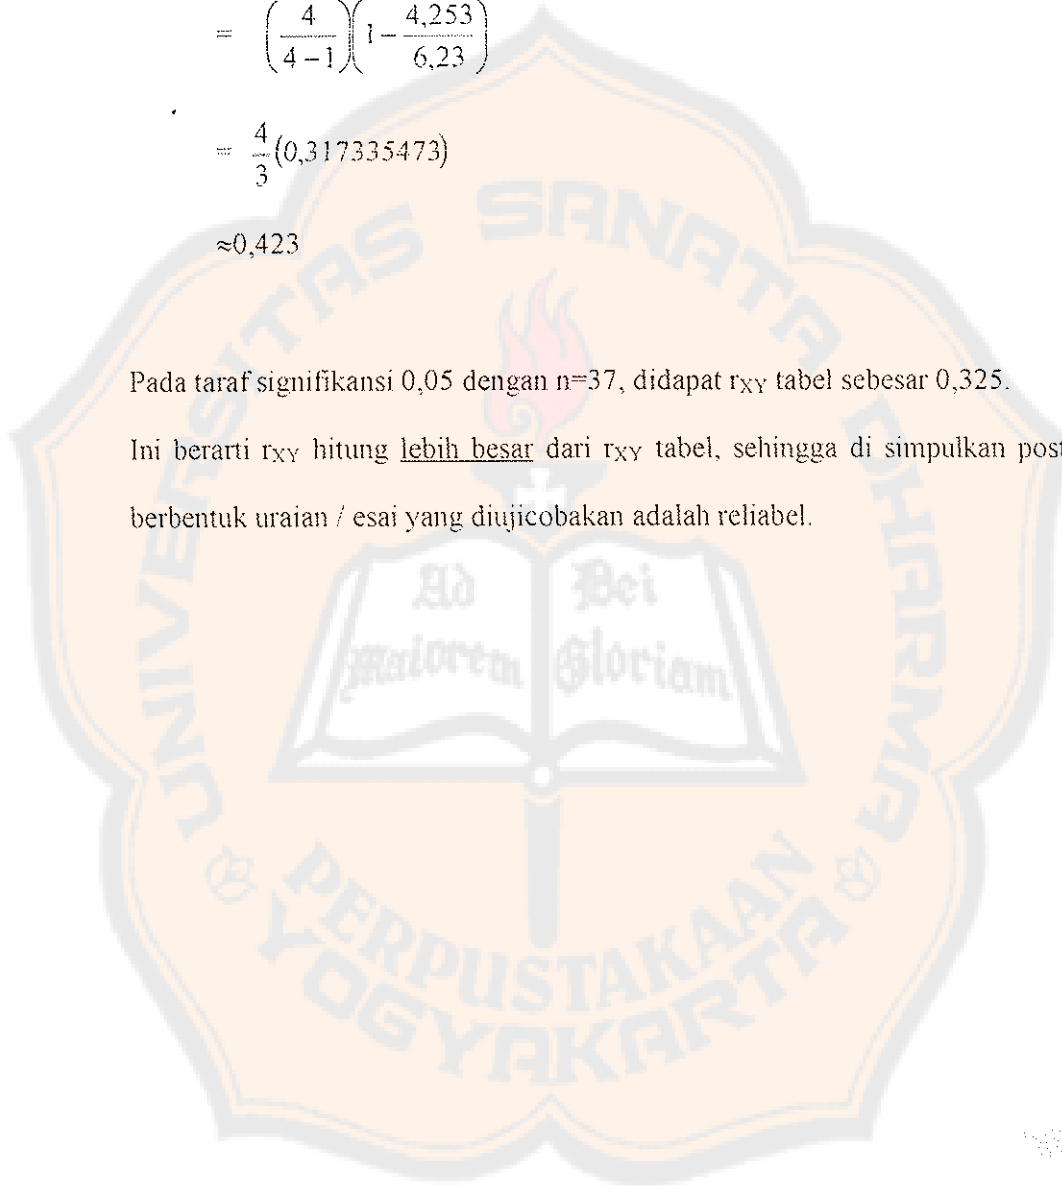 = (4/(4−1))(1−4,253/6,23)
= 4/3(0,317335473)
≈0,423
Pada taraf signifikansi 0,05 dengan n=37, didapat rXY tabel sebesar 0,325.
Ini berarti rXY hitung lebih besar dari rXY tabel, sehingga di simpulkan post
berbentuk uraian / esai yang diujicobakan adalah reliabel.
UNIVERSITAS SANATA DHARMA
Ad Dei
Maiorem Gloriam
PERPUSTAKAAN
YOGYAKARTA